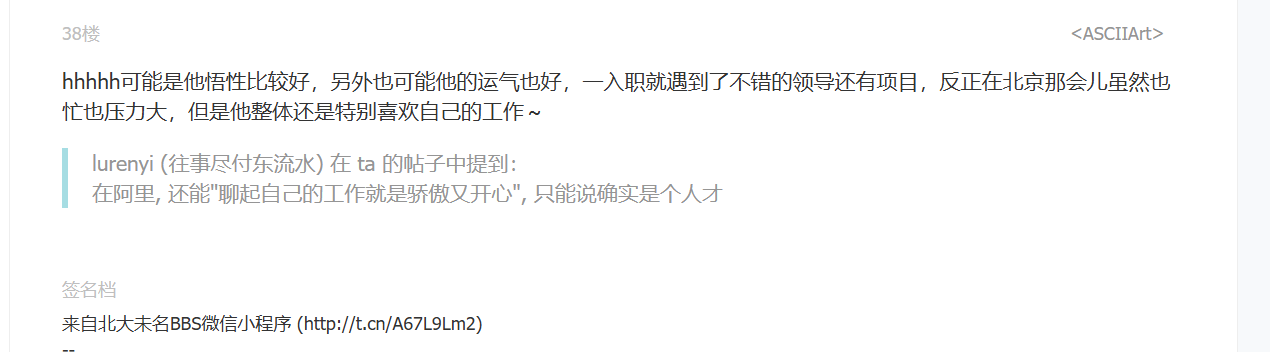 38楼
<ASCIIArt>
hhhhh可能是他悟性比较好，另外也可能他的运气也好，一入职就遇到了不错的领导还有项目，反正在北京那会儿虽然也
忙也压力大，但是他整体还是特别喜欢自己的工作～
lurenyi (往事尽付东流水) 在 ta 的帖子中提到：
在阿里, 还能"聊起自己的工作就是骄傲又开心", 只能说确实是个人才
签名档
来自北大未名BBS微信小程序 (http://t.cn/A67L9Lm2)
--